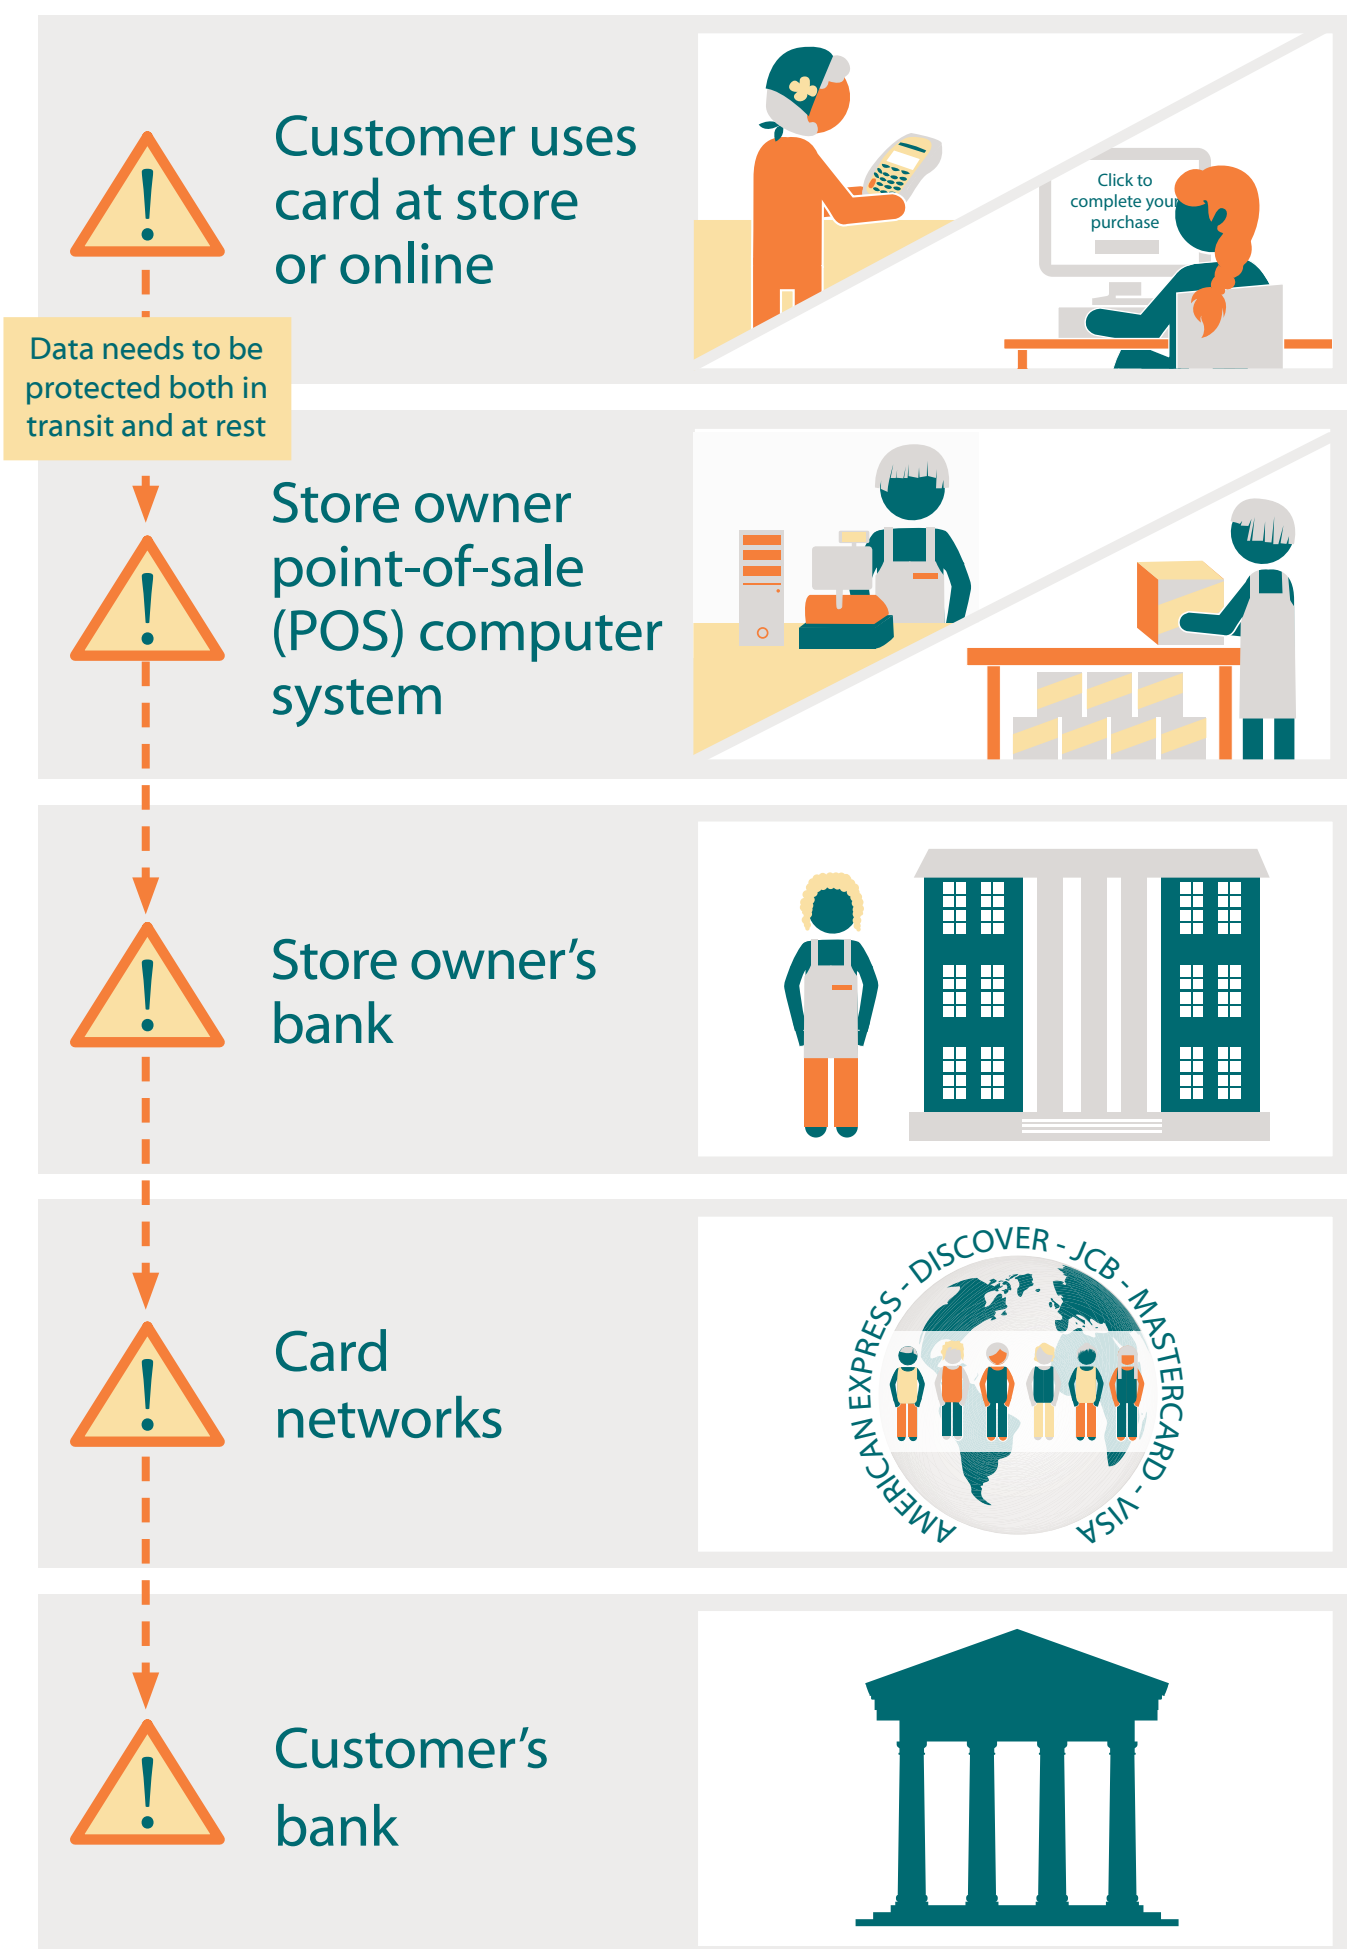 Customer uses
card at store
or online
Click to
complete your
purchase
Data needs to be
protected both in
transit and at rest
Store owner
point-of-sale
(POS) computer
system
Store owner’s
bank
Card
networks
AMERICAN EXPRESS - DISCOVER - JCB - MASTERCARD - VISA
Customer’s
bank